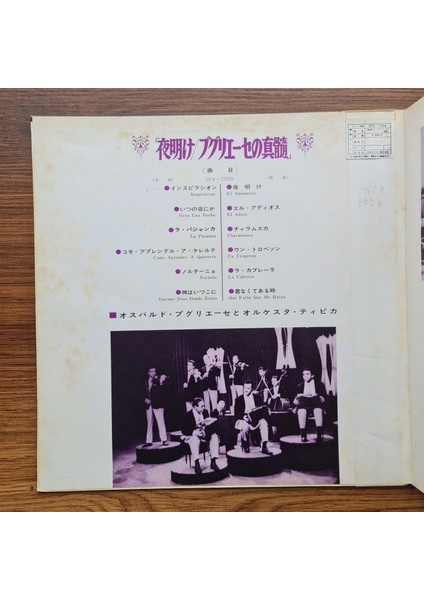 「夜明け/プグリエーセの真髄」
(曲目)
SFX-7003
■インスピラシオン
Inspiracion
■いつの夜にか
Sera Una Noche
■ラ・パジャンカ
La Payanca
■コモ・アプレンデル・ア・ケレルテ
Como Aprender A Quererte
■ノルテーニョ
Norteño
■神はいづこに
Decime Dios Donde Estas
■夜明け
El Amanecer
■エル・アディオス
El Adios
■チャラムスカ
Charamusca
■ウン・トロペソン
Un Tropezon
■ラ・カブレーラ
La Cabrera
■君なくてある時
Que Falta Que Me Haces
■オスバルド・プグリエーセとオルケスタ・ティピカ